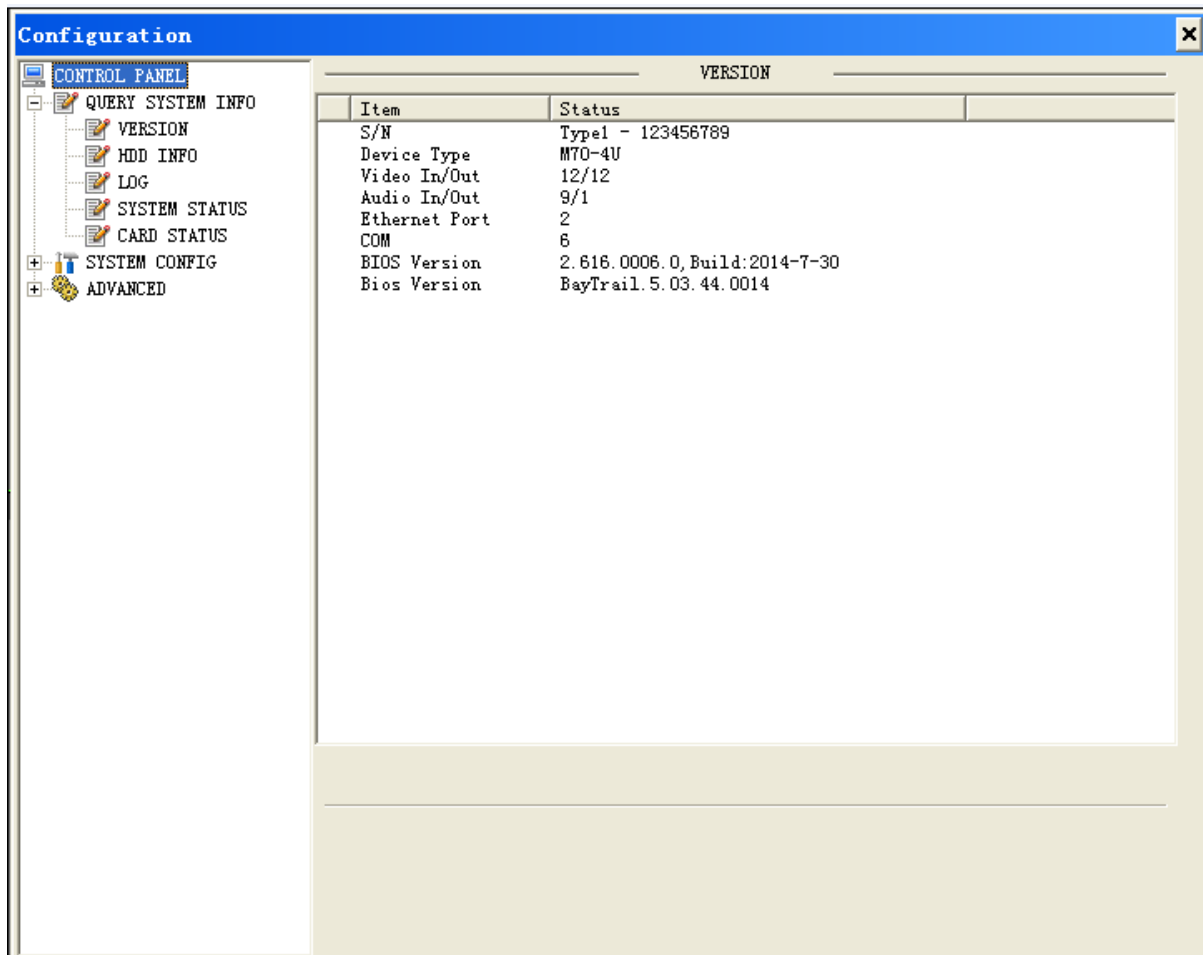 Configuration
CONTROL PANEL
QUERY SYSTEM INFO
VERSION
HDD INFO
LOG
SYSTEM STATUS
CARD STATUS
SYSTEM CONFIG
ADVANCED
VERSION
Item Status
S/N Type1 - 123456789
Device Type M70-4U
Video In/Out 12/12
Audio In/Out 9/1
Ethernet Port 2
COM 6
BIOS Version 2.616.0006.0,Build:2014-7-30
Bios Version BayTrail.5.03.44.0014